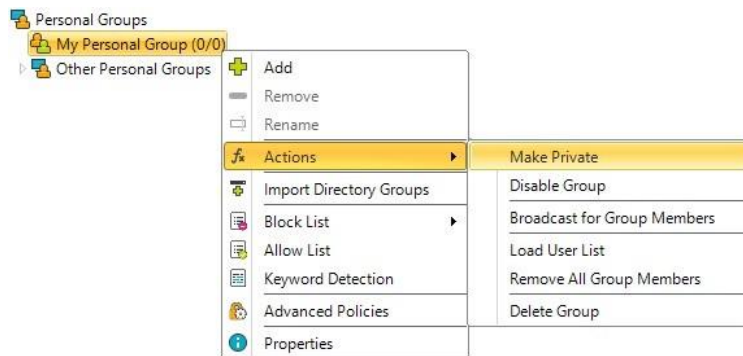 Personal Groups
My Personal Group (0/0)
Other Personal Groups
Add
Remove
Rename
Actions
Import Directory Groups
Block List
Allow List
Keyword Detection
Advanced Policies
Properties
Make Private
Disable Group
Broadcast for Group Members
Load User List
Remove All Group Members
Delete Group